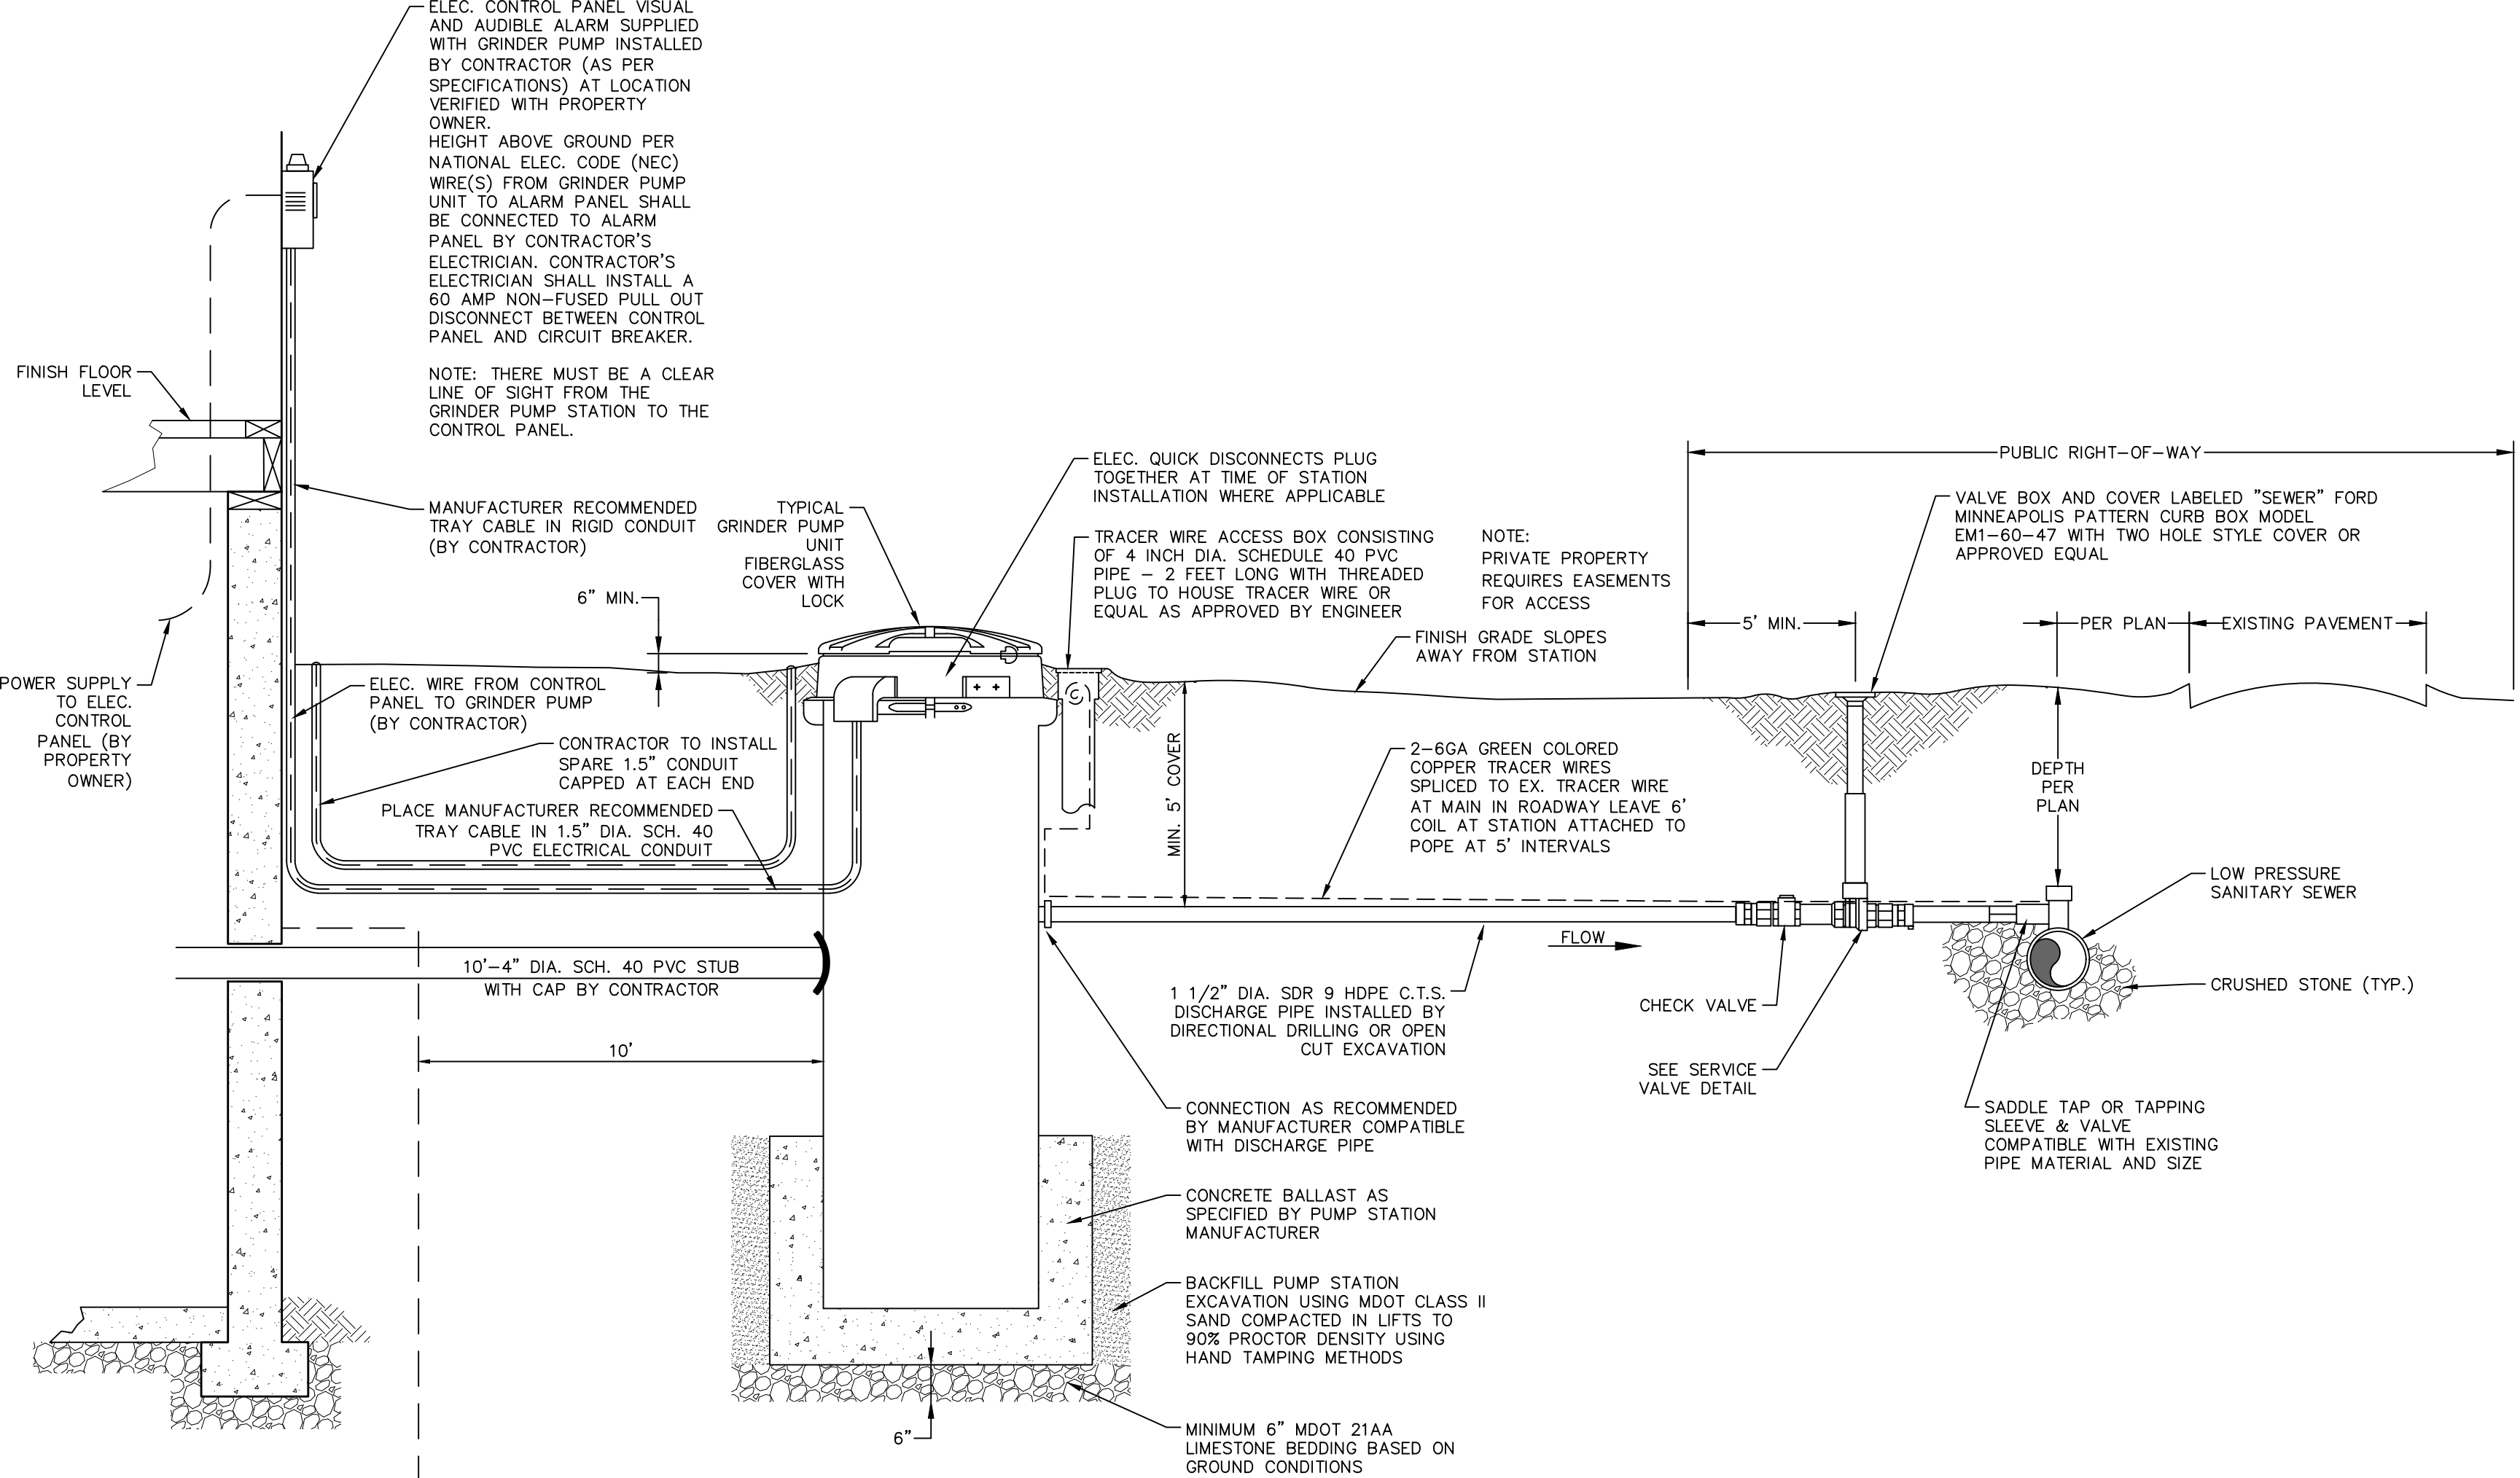 ELEC. CONTROL PANEL VISUAL
AND AUDIBLE ALARM SUPPLIED
WITH GRINDER PUMP INSTALLED
BY CONTRACTOR (AS PER
SPECIFICATIONS) AT LOCATION
VERIFIED WITH PROPERTY
OWNER.
HEIGHT ABOVE GROUND PER
NATIONAL ELEC. CODE (NEC)
WIRE(S) FROM GRINDER PUMP
UNIT TO ALARM PANEL SHALL
BE CONNECTED TO ALARM
PANEL BY CONTRACTOR'S
ELECTRICIAN. CONTRACTOR'S
ELECTRICIAN SHALL INSTALL A
60 AMP NON-FUSED PULL OUT
DISCONNECT BETWEEN CONTROL
PANEL AND CIRCUIT BREAKER.
NOTE: THERE MUST BE A CLEAR
LINE OF SIGHT FROM THE
GRINDER PUMP STATION TO THE
CONTROL PANEL.
FINISH FLOOR
LEVEL
MANUFACTURER RECOMMENDED
TRAY CABLE IN RIGID CONDUIT
(BY CONTRACTOR)
TYPICAL
GRINDER PUMP
UNIT
FIBERGLASS
COVER WITH
LOCK
ELEC. QUICK DISCONNECTS PLUG
TOGETHER AT TIME OF STATION
INSTALLATION WHERE APPLICABLE
TRACER WIRE ACCESS BOX CONSISTING
OF 4 INCH DIA. SCHEDULE 40 PVC
PIPE - 2 FEET LONG WITH THREADED
PLUG TO HOUSE TRACER WIRE OR
EQUAL AS APPROVED BY ENGINEER
NOTE:
PRIVATE PROPERTY
REQUIRES EASEMENTS
FOR ACCESS
PUBLIC RIGHT-OF-WAY
VALVE BOX AND COVER LABELED "SEWER" FORD
MINNEAPOLIS PATTERN CURB BOX MODEL
EM1-60-47 WITH TWO HOLE STYLE COVER OR
APPROVED EQUAL
6" MIN.
5' MIN.
PER PLAN
EXISTING PAVEMENT
FINISH GRADE SLOPES
AWAY FROM STATION
POWER SUPPLY
TO ELEC.
CONTROL
PANEL (BY
PROPERTY
OWNER)
ELEC. WIRE FROM CONTROL
PANEL TO GRINDER PUMP
(BY CONTRACTOR)
CONTRACTOR TO INSTALL
SPARE 1.5" CONDUIT
CAPPED AT EACH END
PLACE MANUFACTURER RECOMMENDED
TRAY CABLE IN 1.5" DIA. SCH. 40
PVC ELECTRICAL CONDUIT
MIN. 5' COVER
2-6GA GREEN COLORED
COPPER TRACER WIRES
SPLICED TO EX. TRACER WIRE
AT MAIN IN ROADWAY LEAVE 6'
COIL AT STATION ATTACHED TO
POPE AT 5' INTERVALS
DEPTH
PER
PLAN
LOW PRESSURE
SANITARY SEWER
FLOW
10'-4" DIA. SCH. 40 PVC STUB
WITH CAP BY CONTRACTOR
1 1/2" DIA. SDR 9 HDPE C.T.S.
DISCHARGE PIPE INSTALLED BY
DIRECTIONAL DRILLING OR OPEN
CUT EXCAVATION
CHECK VALVE
CRUSHED STONE (TYP.)
10'
SEE SERVICE
VALVE DETAIL
CONNECTION AS RECOMMENDED
BY MANUFACTURER COMPATIBLE
WITH DISCHARGE PIPE
SADDLE TAP OR TAPPING
SLEEVE & VALVE
COMPATIBLE WITH EXISTING
PIPE MATERIAL AND SIZE
CONCRETE BALLAST AS
SPECIFIED BY PUMP STATION
MANUFACTURER
BACKFILL PUMP STATION
EXCAVATION USING MDOT CLASS II
SAND COMPACTED IN LIFTS TO
90% PROCTOR DENSITY USING
HAND TAMPING METHODS
6"
MINIMUM 6" MDOT 21AA
LIMESTONE BEDDING BASED ON
GROUND CONDITIONS